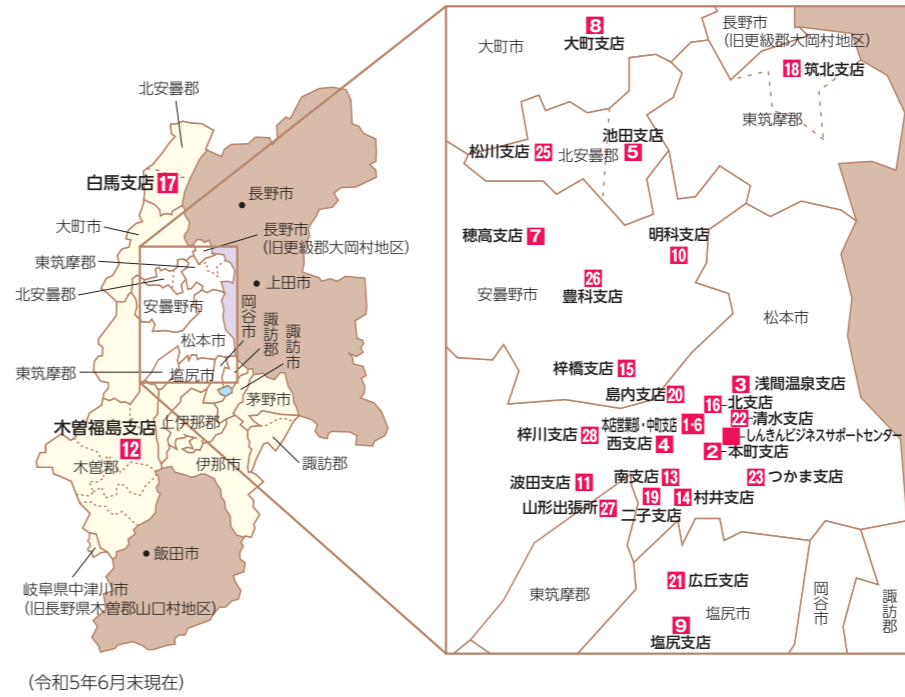 北安曇郡
白馬支店 17
大町市
長野市
長野市
(旧更級郡大岡村地区)
東筑摩郡
北安曇郡
上田市
安曇野市
岡谷市
諏訪郡
諏訪市
松本市
東筑摩郡
塩尻市
茅野市
上伊那郡
木曽福島支店
12
木曽郡
伊那市
諏訪郡
飯田市
岐阜県中津川市
(旧長野県木曽郡山口村地区)
8
大町支店
大町市
長野市
(旧更級郡大岡村地区)
18 筑北支店
東筑摩郡
池田支店
松川支店 25
北安曇郡 5
穂高支店 7
明科支店
10
26
豊科支店
安曇野市
松本市
梓橋支店 15
島内支店 20
3 浅間温泉支店
16 北支店
本店営業部・中町支店 1・6
22 清水支店
しんきんビジネスサポートセンター
梓川支店 28
西支店 4
2 本町支店
波田支店 11
南支店 13
23 つかま支店
山形出張所 27
19
二子支店
14 村井支店
21 広丘支店
東筑摩郡
塩尻市
9
塩尻支店
岡谷市
諏訪郡
(令和5年6月末現在)